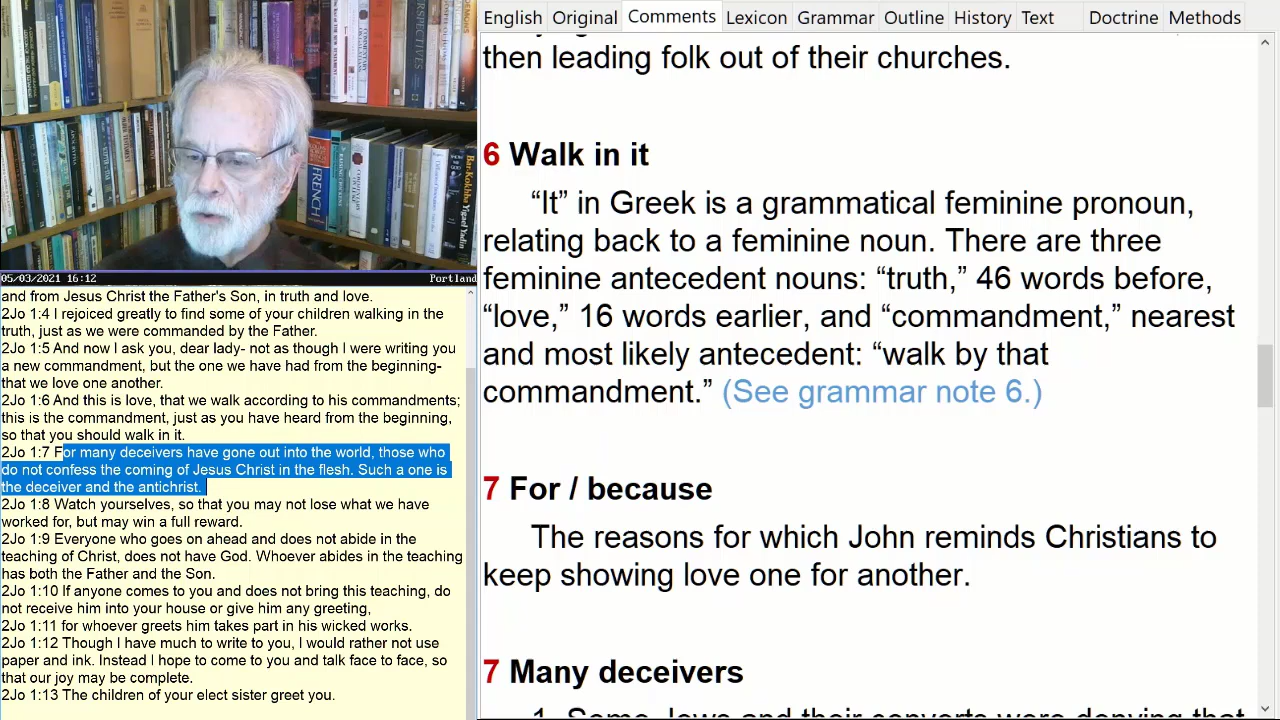 English Original Comments Lexicon Grammar Outline History Text Doctrine Methods
then leading folk out of their churches.
6 Walk in it
“It” in Greek is a grammatical feminine pronoun,
relating back to a feminine noun. There are three
feminine antecedent nouns: “truth,” 46 words before,
“love,” 16 words earlier, and “commandment,” nearest
and most likely antecedent: “walk by that
commandment.” (See grammar note 6.)
7 For / because
The reasons for which John reminds Christians to
keep showing love one for another.
7 Many deceivers
1. Some Jews and their converts were denying that
FRENCH
Bar-Kokhba Yigael Yadin
05/03/2021 16:12 Portland
and from Jesus Christ the Father's Son, in truth and love.
2Jo 1:4 I rejoiced greatly to find some of your children walking in the
truth, just as we were commanded by the Father.
2Jo 1:5 And now I ask you, dear lady- not as though I were writing you
a new commandment, but the one we have had from the beginning-
that we love one another.
2Jo 1:6 And this is love, that we walk according to his commandments;
this is the commandment, just as you have heard from the beginning,
so that you should walk in it.
2Jo 1:7 For many deceivers have gone out into the world, those who
do not confess the coming of Jesus Christ in the flesh. Such a one is
the deceiver and the antichrist.
2Jo 1:8 Watch yourselves, so that you may not lose what we have
worked for, but may win a full reward.
2Jo 1:9 Everyone who goes on ahead and does not abide in the
teaching of Christ, does not have God. Whoever abides in the teaching
has both the Father and the Son.
2Jo 1:10 If anyone comes to you and does not bring this teaching, do
not receive him into your house or give him any greeting,
2Jo 1:11 for whoever greets him takes part in his wicked works.
2Jo 1:12 Though I have much to write to you, I would rather not use
paper and ink. Instead I hope to come to you and talk face to face, so
that our joy may be complete.
2Jo 1:13 The children of your elect sister greet you.